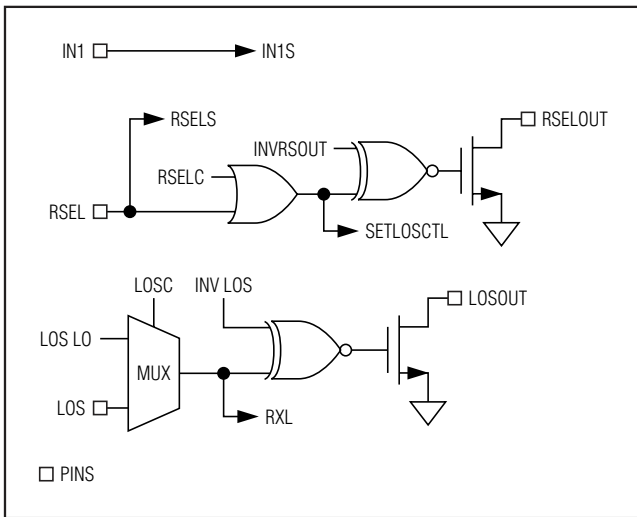 IN1
IN1S
RSELS
RSELOUT
INVRSOUT
RSELC
RSEL
SETLOSCTL
LOSC
INV LOS
LOSOUT
LOS LO
MUX
LOS
RXL
PINS